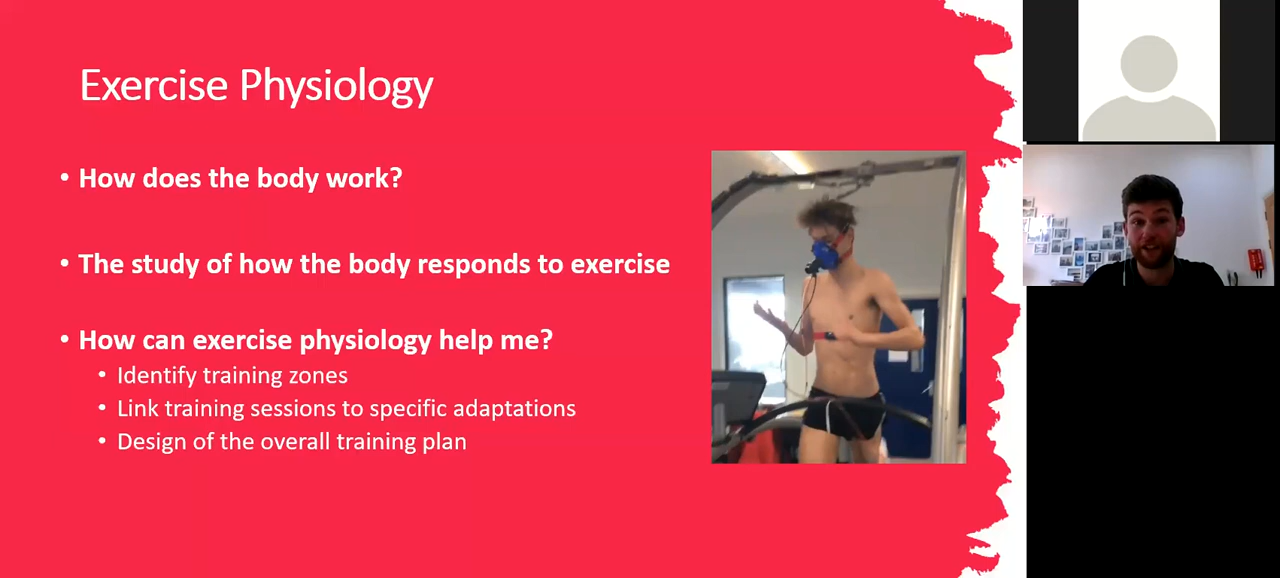 Exercise Physiology
• How does the body work?
• The study of how the body responds to exercise
• How can exercise physiology help me?
• Identify training zones
• Link training sessions to specific adaptations
• Design of the overall training plan